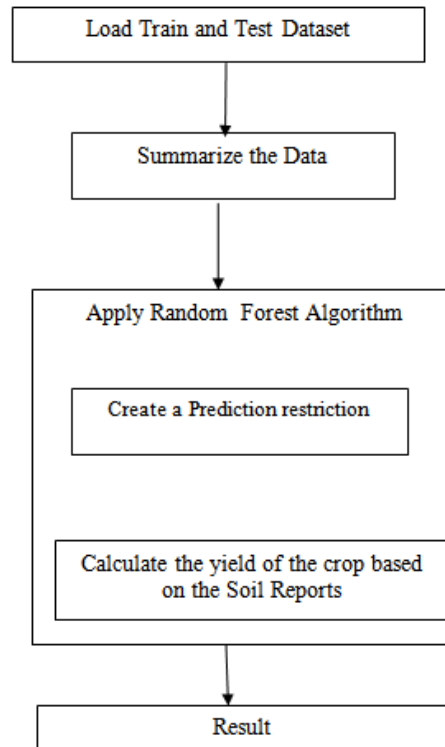 Load Train and Test Dataset
Summarize the Data
Apply Random Forest Algorithm
Create a Prediction restriction
Calculate the yield of the crop based
on the Soil Reports
Result